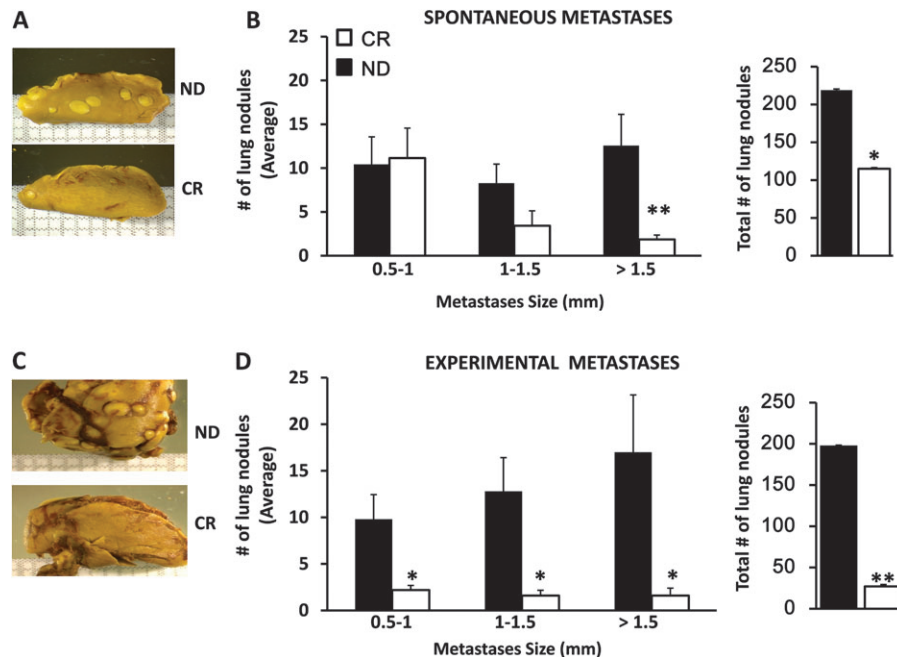 A
ND
CR
B
SPONTANEOUS METASTASES
# of lung nodules
(Average)
25
20
15
10
5
0
CR
ND
**
0.5-1
1-1.5
> 1.5
Metastases Size (mm)
Total # of lung nodules
250
200
150
100
50
0
*
C
ND
CR
D
EXPERIMENTAL METASTASES
# of lung nodules
(Average)
25
20
15
10
5
0
*
*
*
0.5-1
1-1.5
> 1.5
Metastases Size (mm)
Total # of lung nodules
250
200
150
100
50
0
**